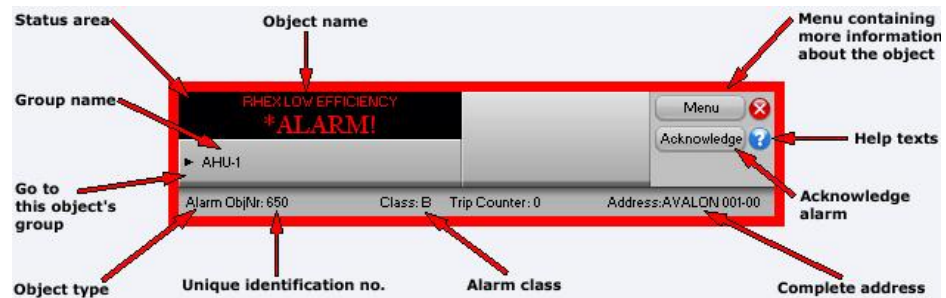 Status area
Object name
Menu containing
more information
about the object
Group name
RHEX LOW EFFICIENCY
*ALARM!
Menu
Acknowledge
?
Help texts
► AHU-1
Go to
this object's
group
Acknowledge
alarm
Alarm ObjNr: 650
Class: B
Trip Counter: 0
Address:AVALON 001-00
Object type
Unique identification no.
Alarm class
Complete address